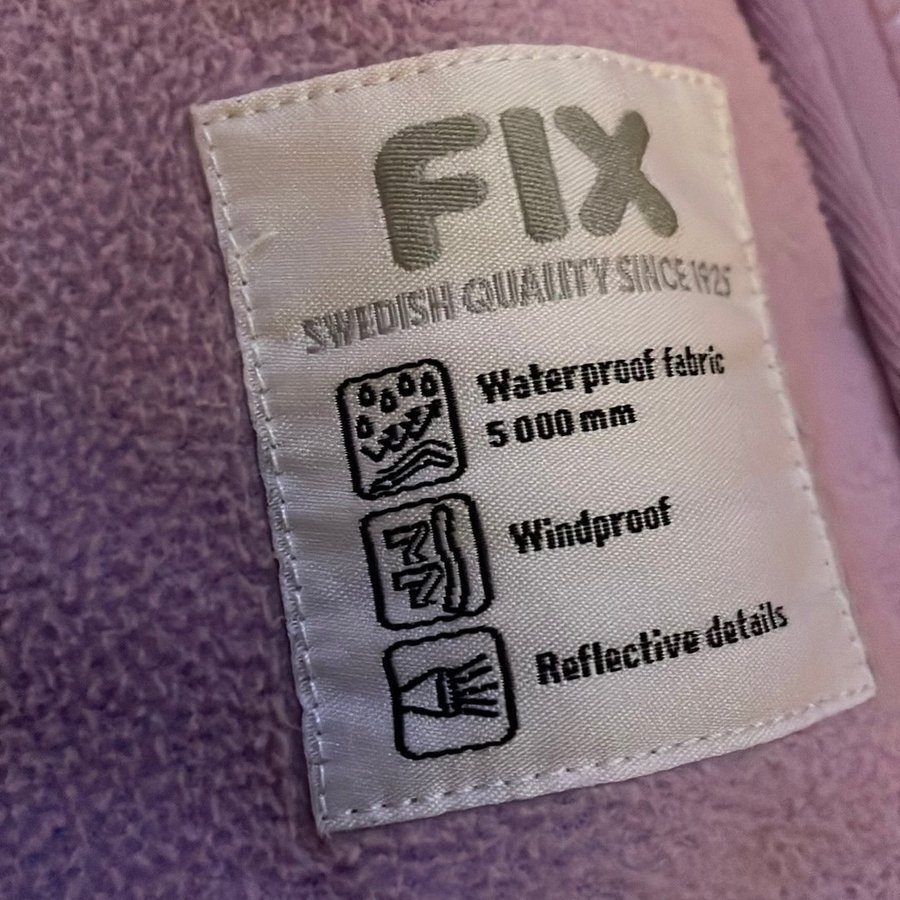 FIX
SWEDISH QUALITY SINCE 1925
Waterproof fabric
5 000 mm
Windproof
Reflective details